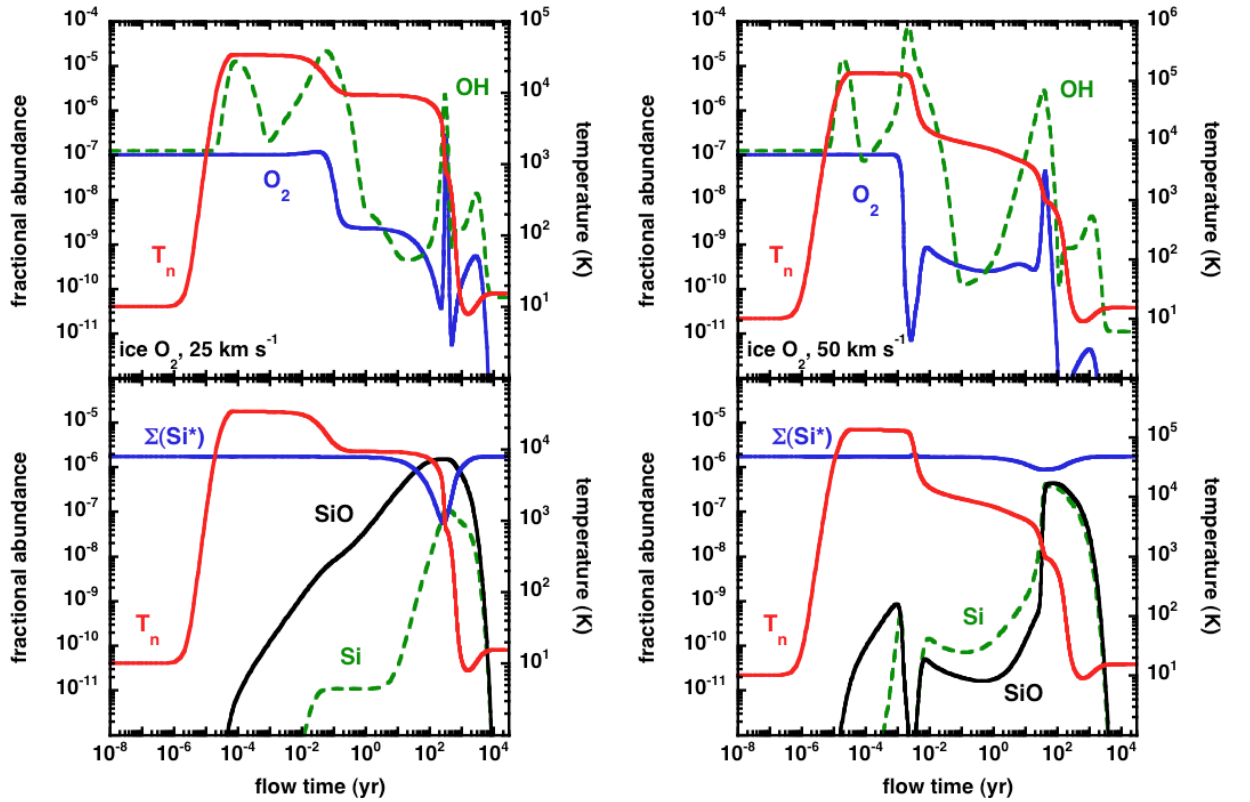 10^-4
10^-5
10^-6
10^-7
10^-8
10^-9
10^-10
10^-11
fractional abundance
10^5
10^4
10^3
10^2
10^1
temperature (K)
OH
O_2
T_n
ice O_2, 25 km s^-1
10^-4
10^-5
10^-6
10^-7
10^-8
10^-9
10^-10
10^-11
fractional abundance
10^6
10^5
10^4
10^3
10^2
10^1
temperature (K)
OH
O_2
T_n
ice O_2, 50 km s^-1
10^-5
10^-6
10^-7
10^-8
10^-9
10^-10
10^-11
fractional abundance
10^4
10^3
10^2
10^1
temperature (K)
Σ(Si*)
SiO
T_n
Si
10^-8
10^-6
10^-4
10^-2
10^0
10^2
10^4
flow time (yr)
10^-5
10^-6
10^-7
10^-8
10^-9
10^-10
10^-11
fractional abundance
10^5
10^4
10^3
10^2
10^1
temperature (K)
Σ(Si*)
T_n
Si
SiO
10^-8
10^-6
10^-4
10^-2
10^0
10^2
10^4
flow time (yr)